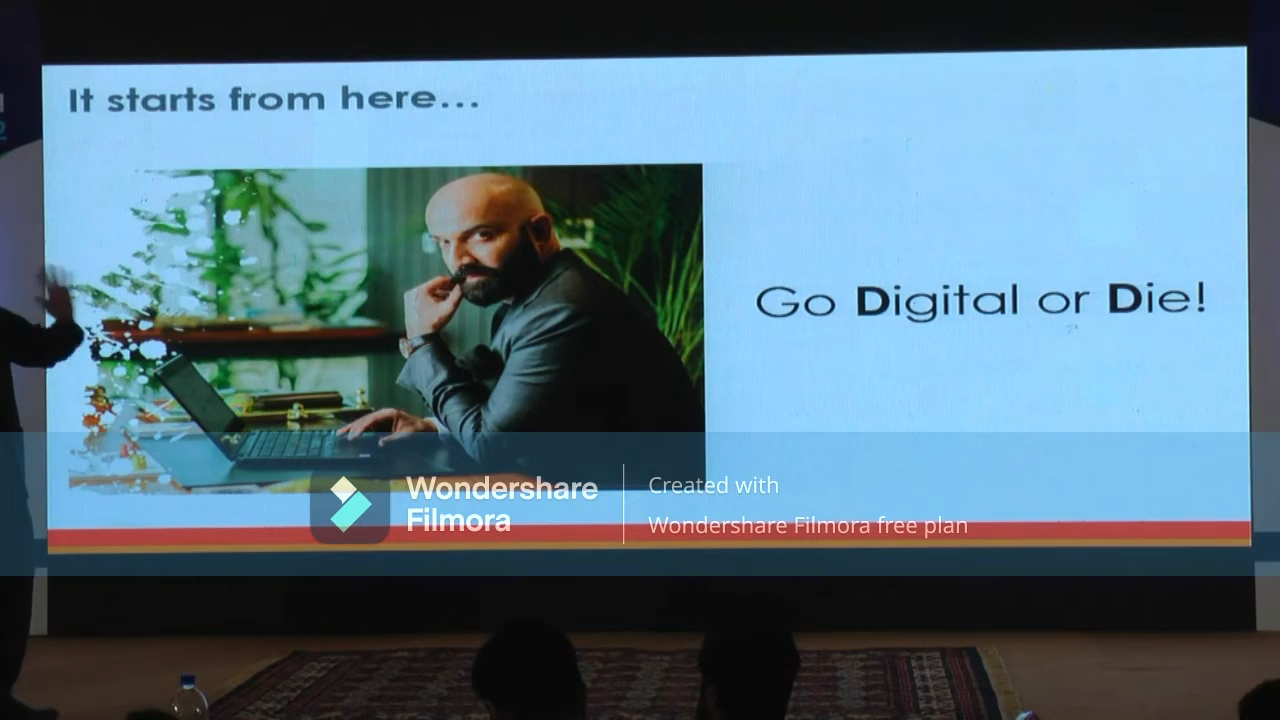 It starts from here...
Go Digital or Die!
Wondershare
Filmora
Created with
Wondershare Filmora free plan